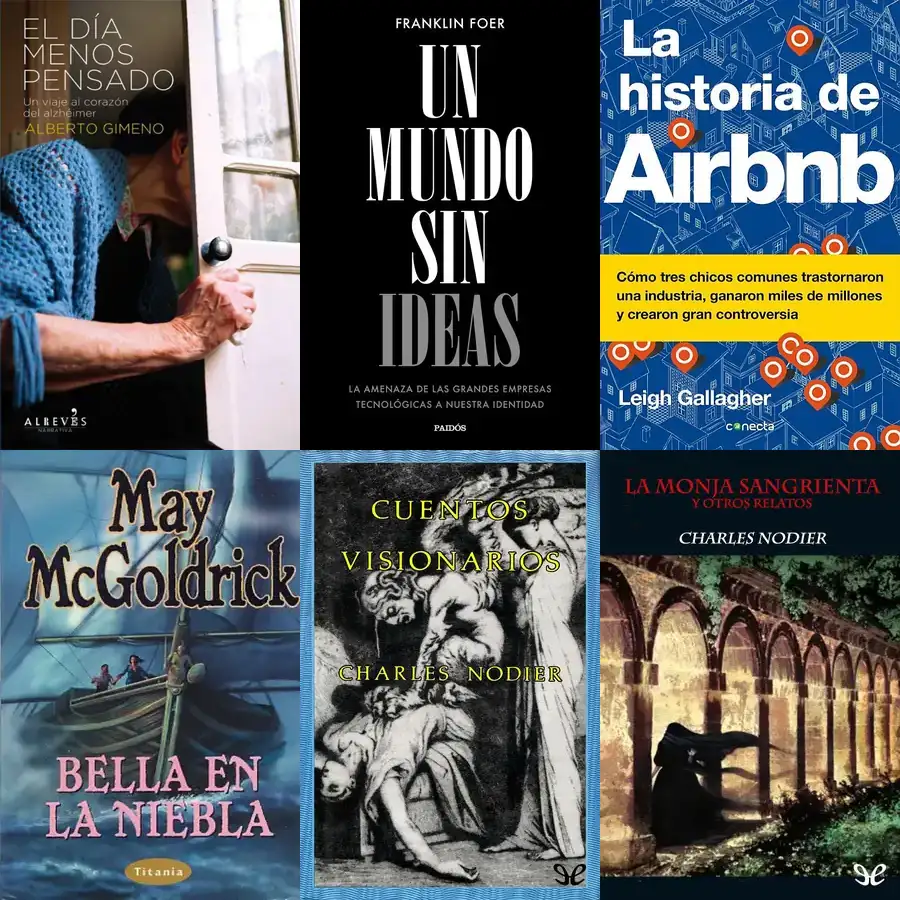 EL DÍA
MENOS
PENSADO
Un viaje al corazón
del alzhéimer
ALBERTO GIMENO
ALREVÉS
NARRATIVA
FRANKLIN FOER
UN
MUNDO
SIN
IDEAS
LA AMENAZA DE LAS GRANDES EMPRESAS
TECNOLÓGICAS A NUESTRA IDENTIDAD
PAIDÓS
La
historia de
Airbnb
Cómo tres chicos comunes trastornaron
una industria, ganaron miles de millones
y crearon gran controversia
Leigh Gallagher
conecta
May
McGoldrick
BELLA EN
LA NIEBLA
Titania
CUENTOS
VISIONARIOS
CHARLES NODIER
LA MONJA SANGRIENTA
Y OTROS RELATOS
CHARLES NODIER